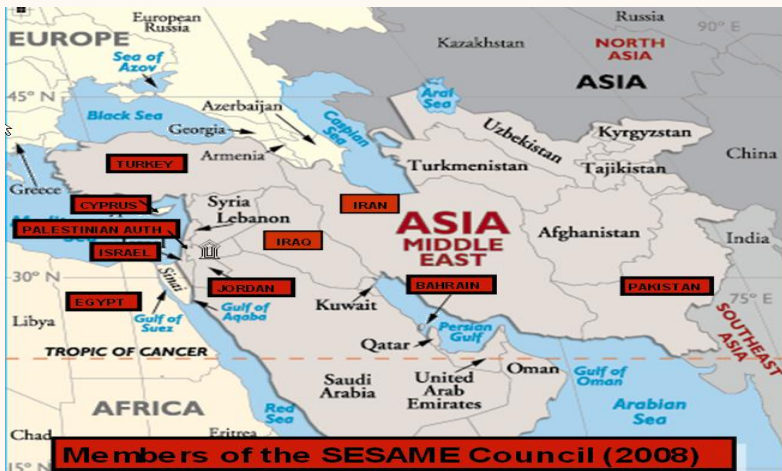 European
Russia
Russia
90° E
EUROPE
Sea of
Azov
Kazakhstan
NORTH
ASIA
ASIA
45° N
Aral
Sea
Black Sea
Azerbaijan
Caspian
Sea
Georgia
Uzbekistan
Kyrgyzstan
Armenia
TURKEY
Turkmenistan
Tajikistan
China
Greece
CYPRUS
Syria
Lebanon
IRAN
PALESTINIAN AUTH
IRAQ
ASIA
MIDDLE
EAST
Afghanistan
India
ISRAEL
30° N
Sinai
JORDAN
BAHRAIN
PAKISTAN
75° E
EGYPT
Gulf of
Suez
Gulf of
Aqaba
Kuwait
Libya
Persian
Gulf
SOUTHEAST
ASIA
TROPIC OF CANCER
Qatar
Oman
Gulf of
Oman
Saudi
Arabia
United
Arab
Emirates
AFRICA
Red
Sea
Arabian
Sea
Chad
Eritrea
15° N
Members of the SESAME Council (2008)